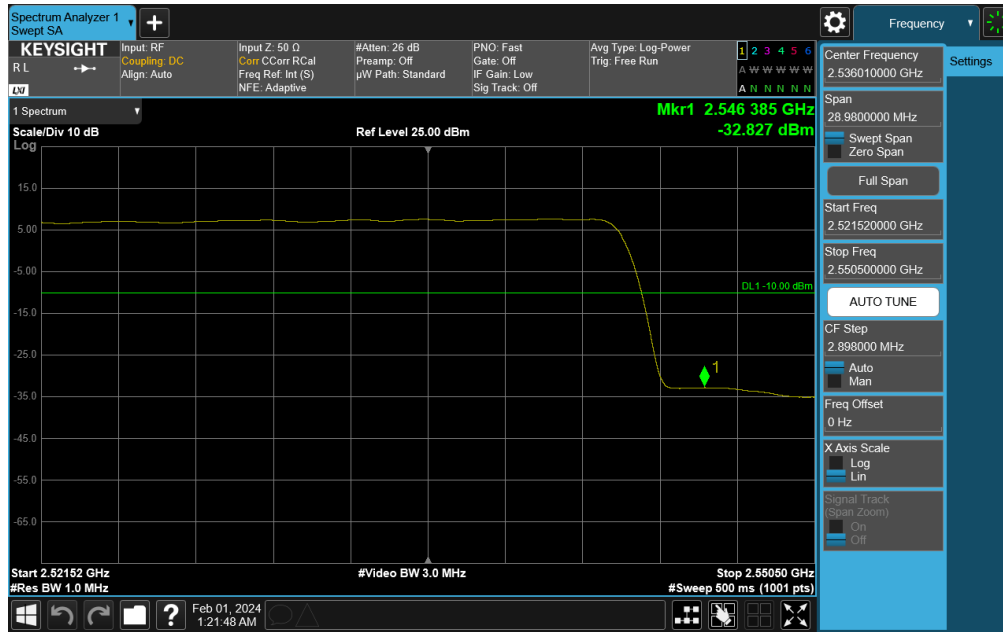 Spectrum Analyzer 1
Swept SA
Frequency
KEYSIGHT
R L
LXI
Input: RF
Coupling: DC
Align: Auto
Input Z: 50 Ω
Corr CCorr RCal
Freq Ref: Int (S)
NFE: Adaptive
#Atten: 26 dB
Preamp: Off
µW Path: Standard
PNO: Fast
Gate: Off
IF Gain: Low
Sig Track: Off
Avg Type: Log-Power
Trig: Free Run
1 2 3 4 5 6
A W W W W W
A N N N N N
1 Spectrum
Mkr1 2.546 385 GHz
-32.827 dBm
Scale/Div 10 dB
Ref Level 25.00 dBm
Log
15.0
5.00
-5.00
-15.0
-25.0
-35.0
-45.0
-55.0
-65.0
DL1 -10.00 dBm
1
Start 2.52152 GHz
#Video BW 3.0 MHz
Stop 2.55050 GHz
#Res BW 1.0 MHz
#Sweep 500 ms (1001 pts)
Center Frequency
2.536010000 GHz
Settings
Span
28.9800000 MHz
Swept Span
Zero Span
Full Span
Start Freq
2.521520000 GHz
Stop Freq
2.550500000 GHz
AUTO TUNE
CF Step
2.898000 MHz
Auto
Man
Freq Offset
0 Hz
X Axis Scale
Log
Lin
Signal Track
(Span Zoom)
On
Off
?
Feb 01, 2024
1:21:48 AM